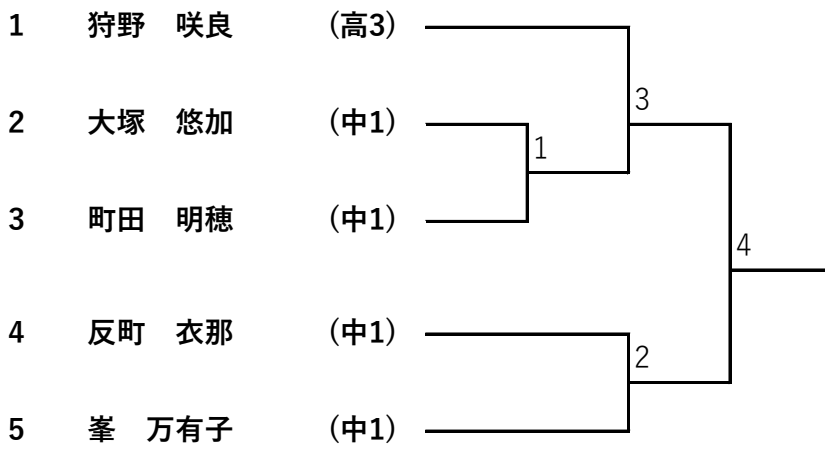 1 狩野 咲良 (高3)
3
2 大塚 悠加 (中1)
1
3 町田 明穂 (中1)
4
4 反町 衣那 (中1)
2
5 峯 万有子 (中1)